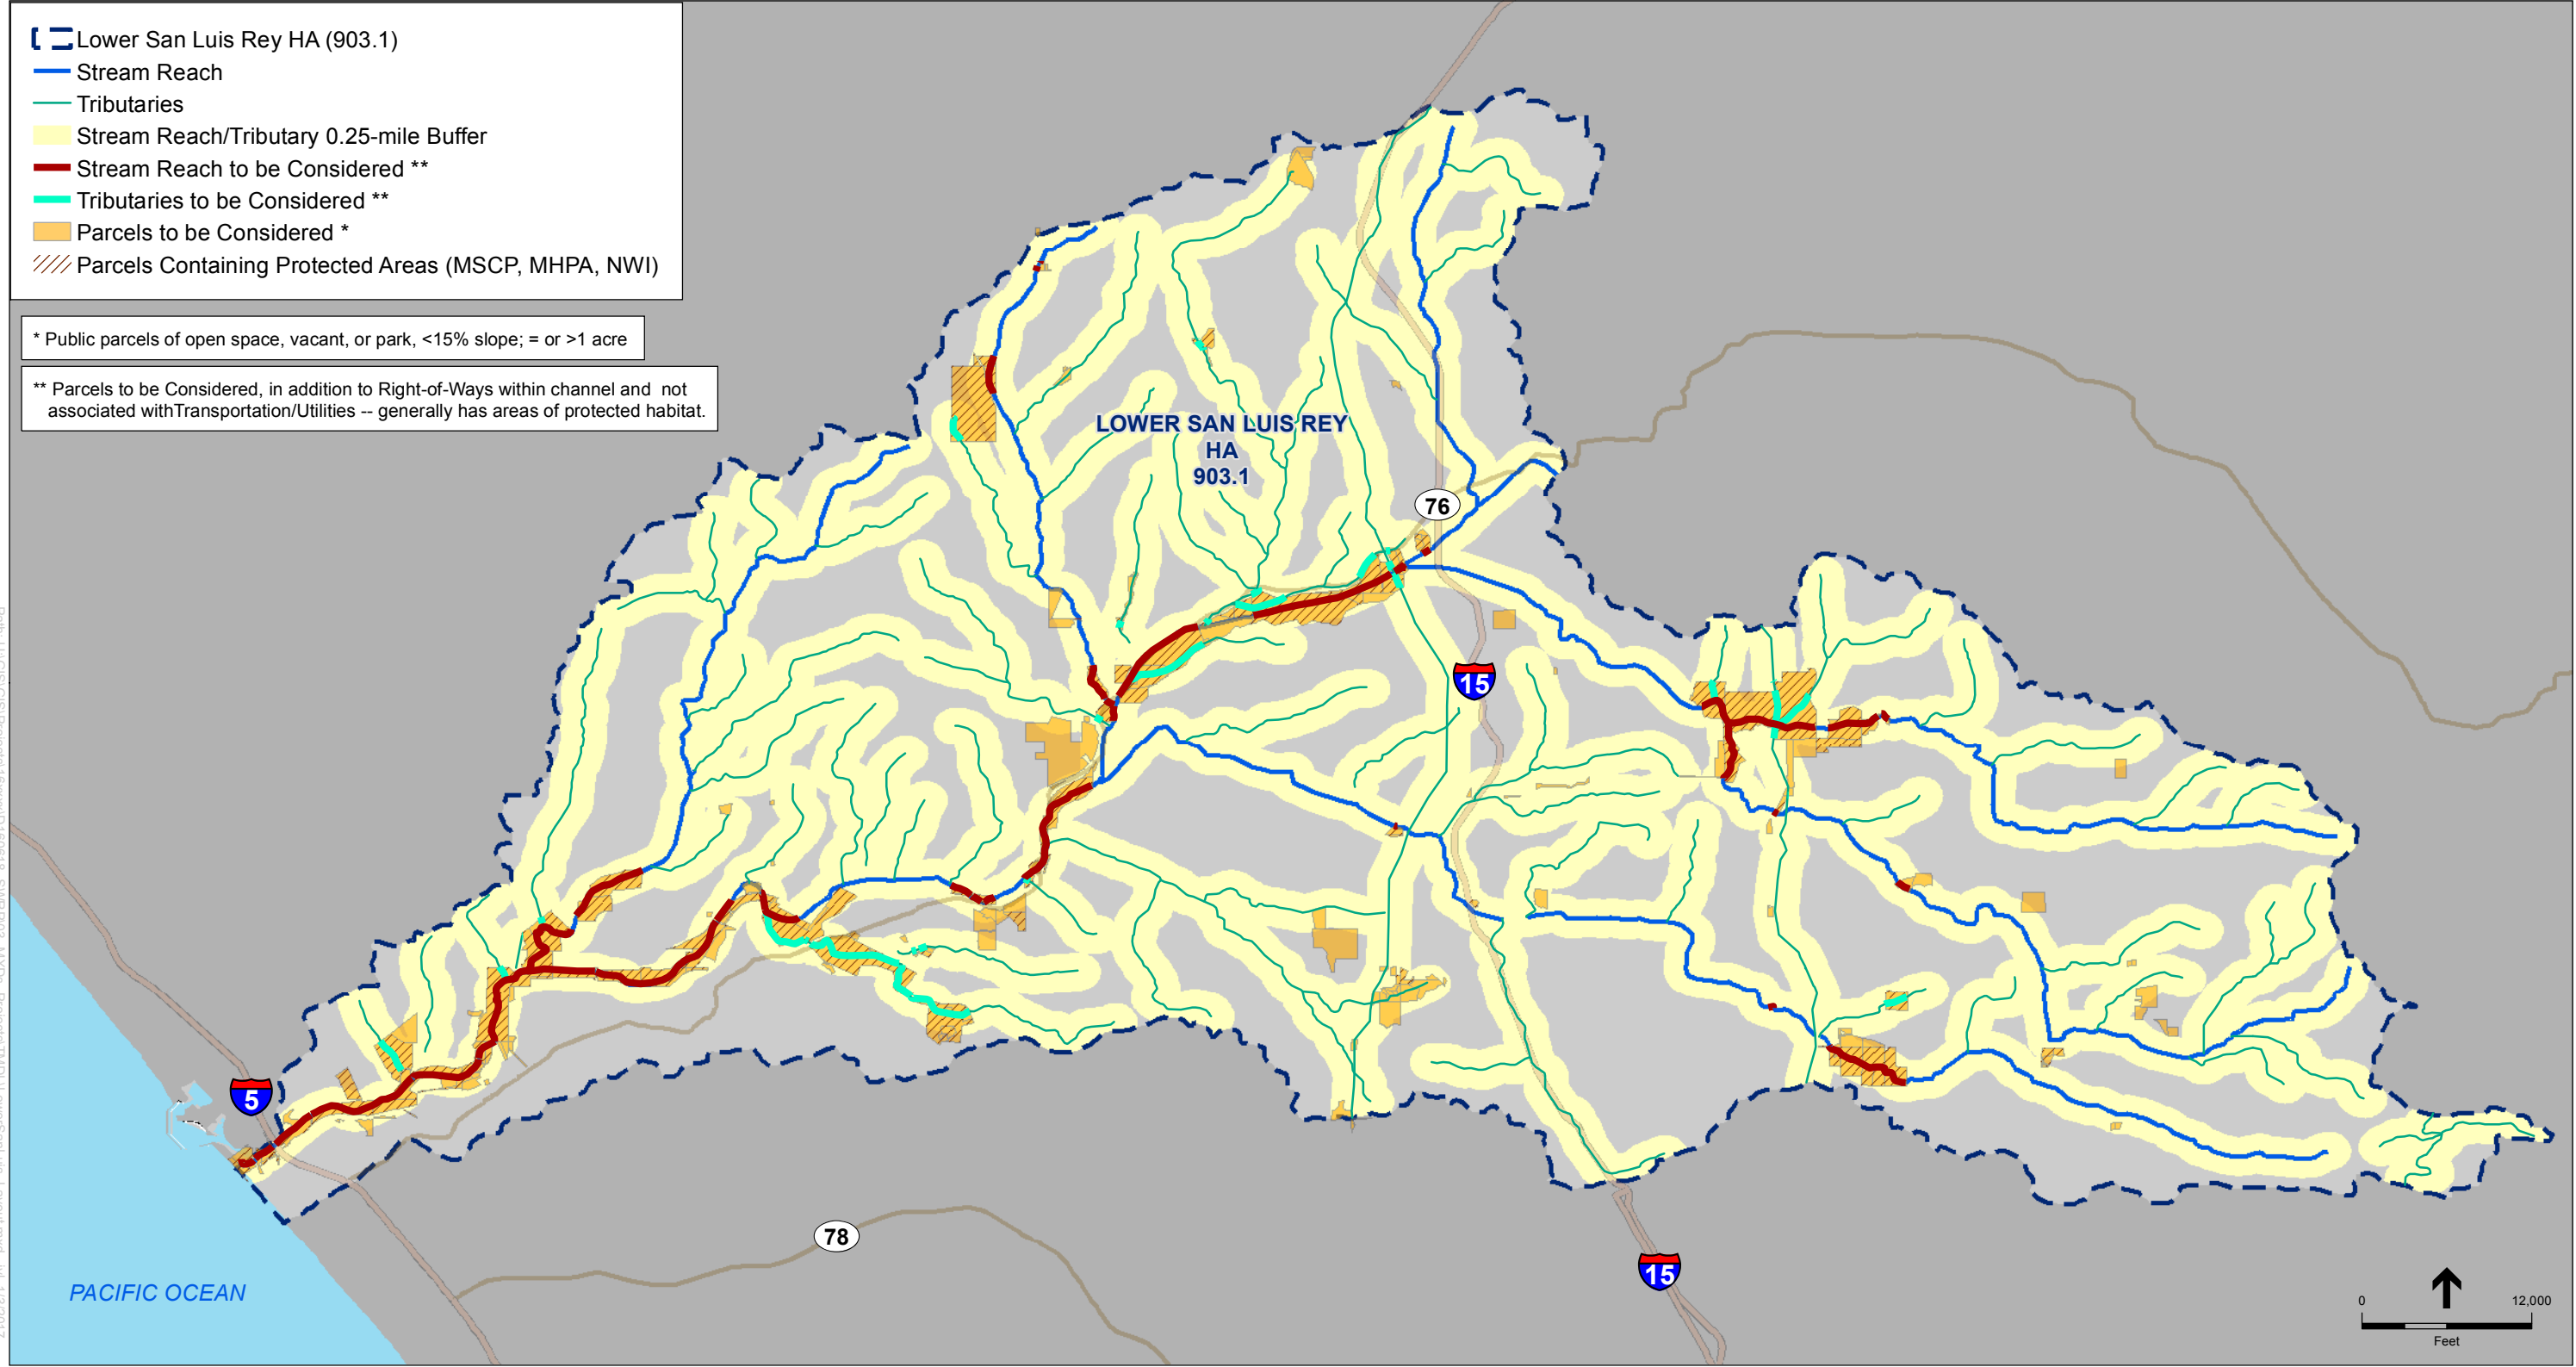 Lower San Luis Rey HA (903.1)
Stream Reach
Tributaries
Stream Reach/Tributary 0.25-mile Buffer
Stream Reach to be Considered **
Tributaries to be Considered **
Parcels to be Considered *
Parcels Containing Protected Areas (MSCP, MHPA, NWI)
* Public parcels of open space, vacant, or park, <15% slope; = or >1 acre
** Parcels to be Considered, in addition to Right-of-Ways within channel and not
associated withTransportation/Utilities -- generally has areas of protected habitat.
LOWER SAN LUIS REY
HA
903.1
76
15
5
78
15
PACIFIC OCEAN
0
12,000
Feet